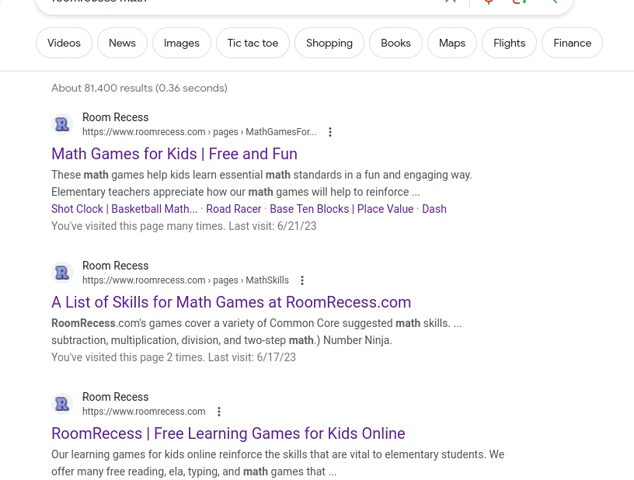 Videos
News
Images
Tic tac toe
Shopping
Books
Maps
Flights
Finance
About 81,400 results (0.36 seconds)
Room Recess
https://www.roomrecess.com › pages › MathGamesFor...
Math Games for Kids | Free and Fun
These math games help kids learn essential math standards in a fun and engaging way.
Elementary teachers appreciate how our math games will help to reinforce ...
Shot Clock | Basketball Math... · Road Racer · Base Ten Blocks | Place Value · Dash
You've visited this page many times. Last visit: 6/21/23
Room Recess
https://www.roomrecess.com › pages › MathSkills
A List of Skills for Math Games at RoomRecess.com
RoomRecess.com's games cover a variety of Common Core suggested math skills. ...
subtraction, multiplication, division, and two-step math.) Number Ninja.
You've visited this page 2 times. Last visit: 6/17/23
Room Recess
https://www.roomrecess.com
RoomRecess | Free Learning Games for Kids Online
Our learning games for kids online reinforce the skills that are vital to elementary students. We
offer many free reading, ela, typing, and math games that ...